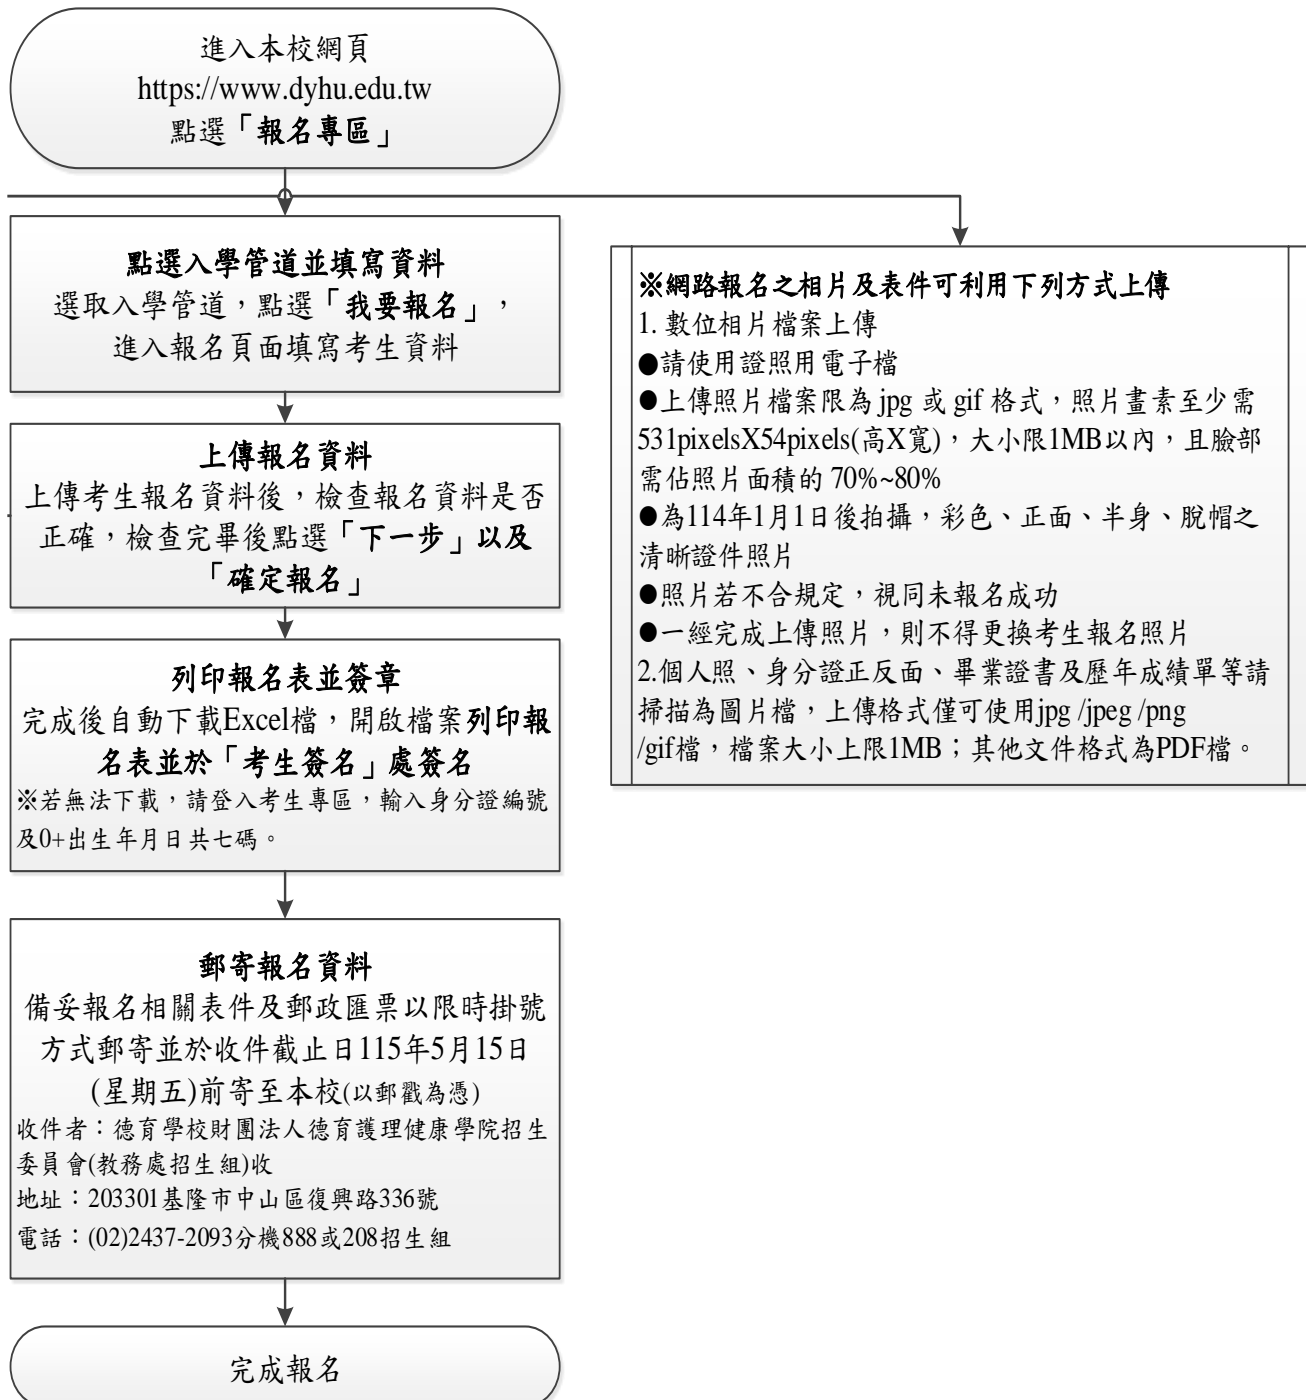 進入本校網頁
https://www.dyhu.edu.tw
點選「報名專區」
點選入學管道並填寫資料
選取入學管道，點選「我要報名」，
進入報名頁面填寫考生資料
上傳報名資料
上傳考生報名資料後，檢查報名資料是否
正確，檢查完畢後點選「下一步」以及
「確定報名」
列印報名表並簽章
完成後自動下載Excel檔，開啟檔案列印報
名表並於「考生簽名」處簽名
※若無法下載，請登入考生專區，輸入身分證編號
及0+出生年月日共七碼。
郵寄報名資料
備妥報名相關表件及郵政匯票以限時掛號
方式郵寄並於收件截止日115年5月15日
(星期五)前寄至本校(以郵戳為憑)
收件者：德育學校財團法人德育護理健康學院招生
委員會(教務處招生組)收
地址：203301基隆市中山區復興路336號
電話：(02)2437-2093分機888或208招生組
完成報名
※網路報名之相片及表件可利用下列方式上傳
1. 數位相片檔案上傳
●請使用證照用電子檔
●上傳照片檔案限為 jpg 或 gif 格式，照片畫素至少需
531pixelsX54pixels(高X寬)，大小限1MB以內，且臉部
需佔照片面積的 70%~80%
●為114年1月1日後拍攝，彩色、正面、半身、脫帽之
清晰證件照片
●照片若不合規定，視同未報名成功
●一經完成上傳照片，則不得更換考生報名照片
2.個人照、身分證正反面、畢業證書及歷年成績單等請
掃描為圖片檔，上傳格式僅可使用jpg /jpeg /png
/gif檔，檔案大小上限1MB；其他文件格式為PDF檔。